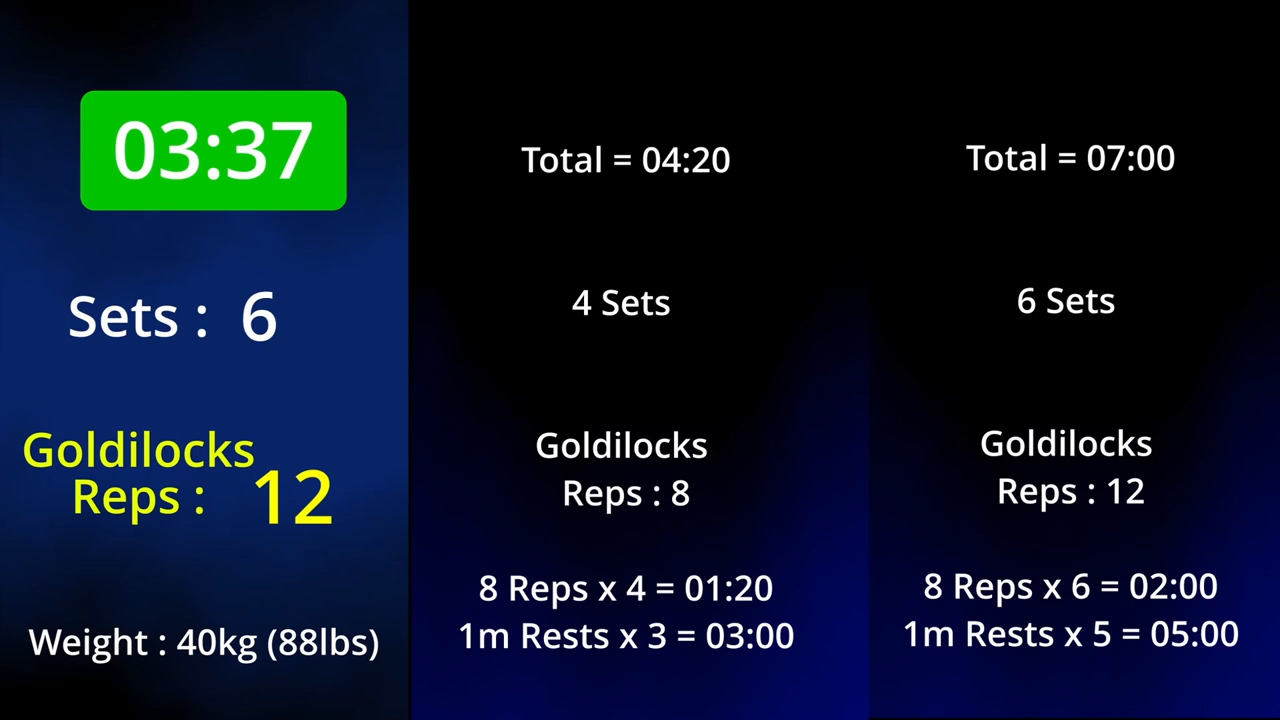 03:37
Sets : 6
Goldilocks
Reps : 12
Weight : 40kg (88lbs)
Total = 04:20
4 Sets
Goldilocks
Reps : 8
8 Reps x 4 = 01:20
1m Rests x 3 = 03:00
Total = 07:00
6 Sets
Goldilocks
Reps : 12
8 Reps x 6 = 02:00
1m Rests x 5 = 05:00